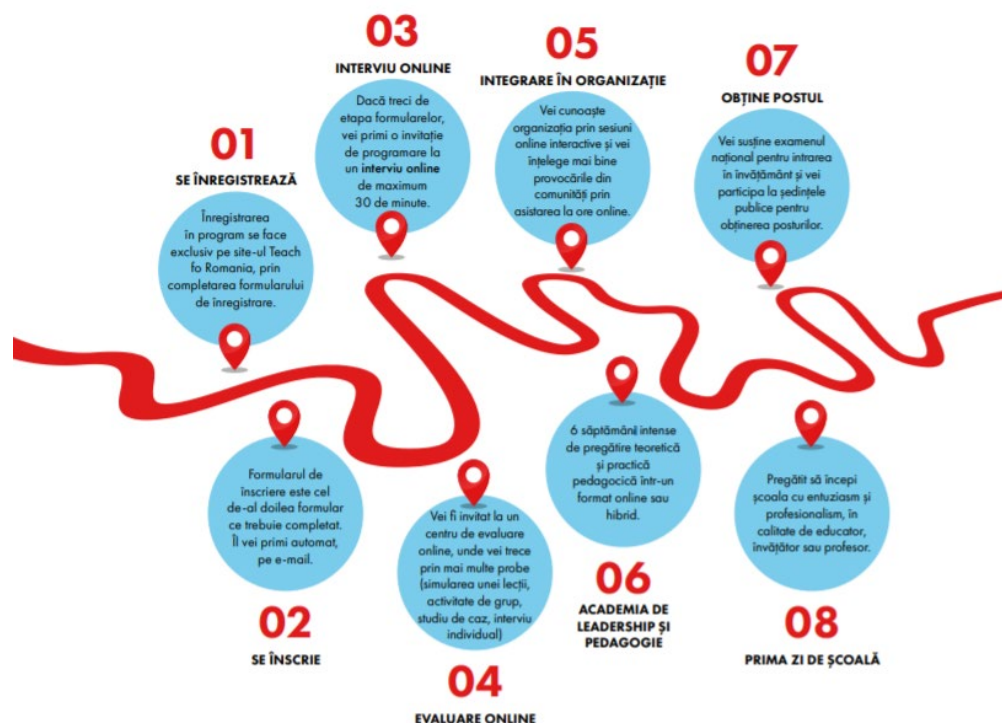 01
SE ÎNREGISTREAZĂ
Înregistrarea
în program se face
exclusiv pe site-ul Teach
fo Romania, prin
completarea formularului
de înregistrare.
Formularul de
înscriere este cel
de-al doilea formular
ce trebuie completat.
Îl vei primi automat,
pe e-mail.
02
SE ÎNSCRIE
03
INTERVIU ONLINE
Dacă treci de
etapa formularelor,
vei primi o invitație
de programare la
un interviu online
de maximum
30 de minute.
Vei fi invitat la un
centru de evaluare
online, unde vei trece
prin mai multe probe
(simularea unei lecții,
activitate de grup,
studiu de caz, interviu
individual)
04
EVALUARE ONLINE
05
INTEGRARE ÎN ORGANIZAȚIE
Vei cunoaște
organizația prin sesiuni
online interactive și vei
înțelege mai bine
provocările din
comunități prin
asistarea la ore online.
6 săptămâni intense
de pregătire teoretică
și practică
pedagocică într-un
format online sau
hibrid.
06
ACADEMIA DE
LEADERSHIP ȘI
PEDAGOGIE
07
OBȚINE POSTUL
Vei susține examenul
național pentru intrarea
în învățământ și vei
participa la ședințele
publice pentru
obținerea posturilor.
Pregătit să începi
școala cu entuziasm și
profesionalism, în
calitate de educator,
învățător sau profesor.
08
PRIMA ZI DE ȘCOALĂ